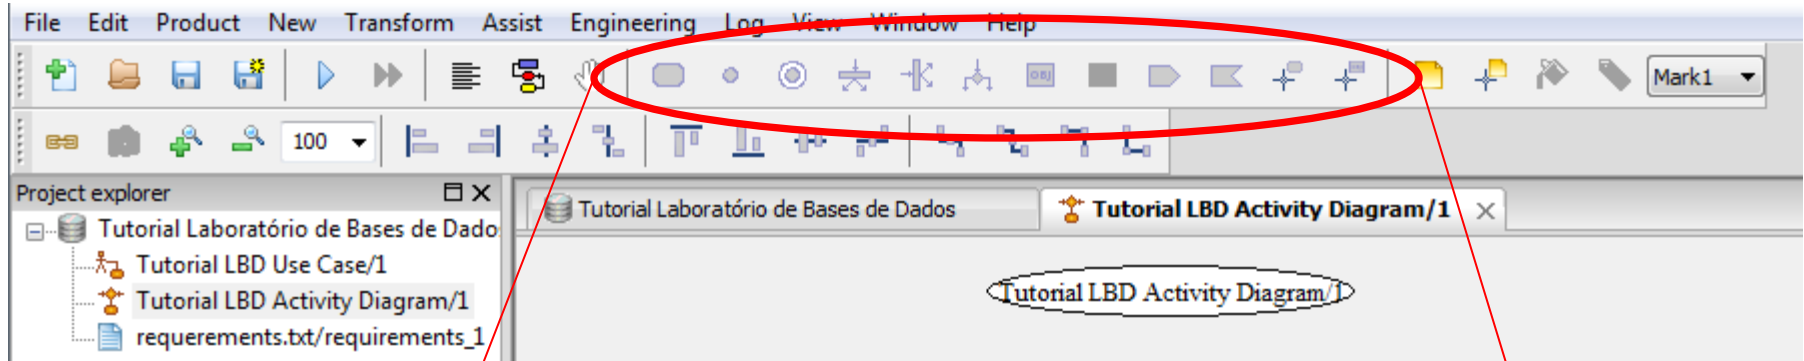 File Edit Product New Transform Assist Engineering Log View Window Help
OBJ Mark1
100
Project explorer
Tutorial Laboratório de Bases de Dados Tutorial LBD Activity Diagram/1
Tutorial Laboratório de Bases de Dado
Tutorial LBD Use Case/1
Tutorial LBD Activity Diagram/1
Tutorial LBD Activity Diagram/1
requerements.txt/requirements_1